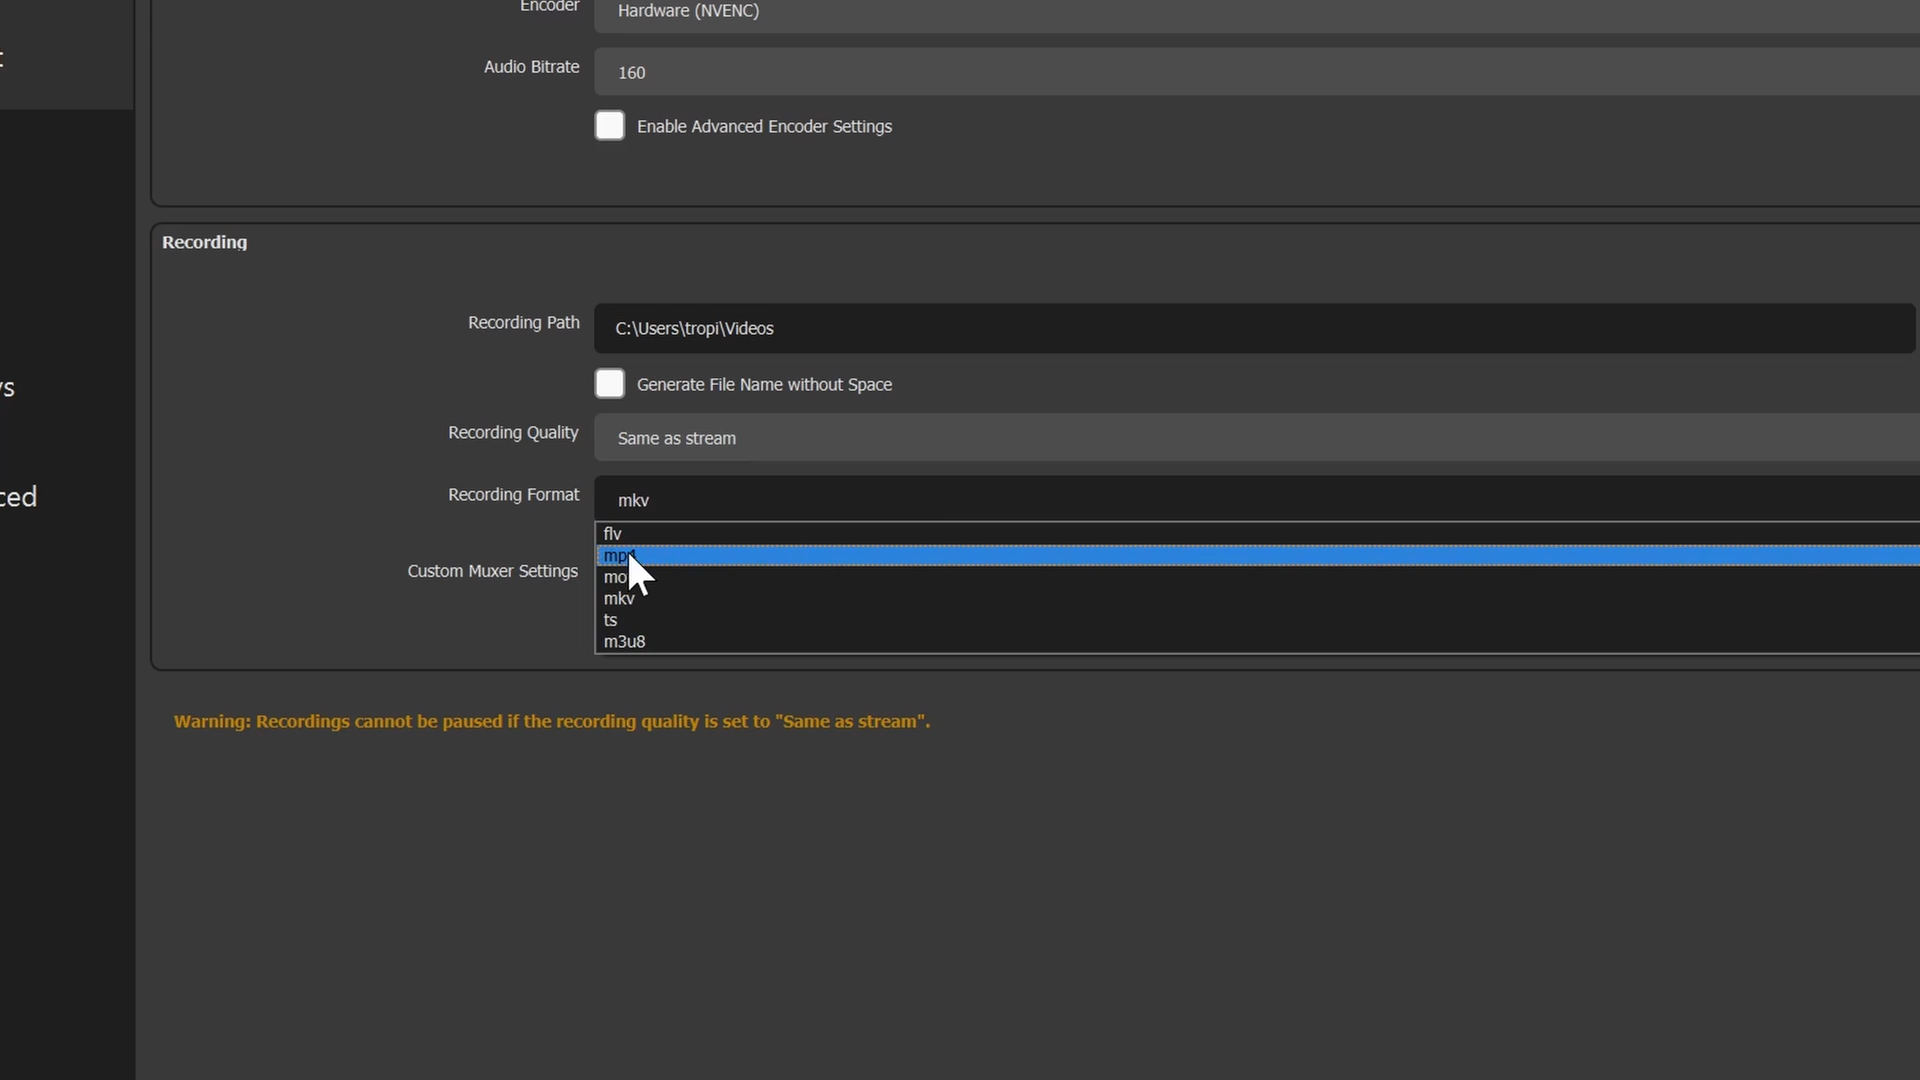 Encoder
Hardware (NVENC)
Audio Bitrate
160
Enable Advanced Encoder Settings
Recording
Recording Path
C:\Users\tropi\Videos
Generate File Name without Space
Recording Quality
Same as stream
Recording Format
mkv
flv
mp4
mkv
ts
m3u8
Custom Muxer Settings
Warning: Recordings cannot be paused if the recording quality is set to "Same as stream".